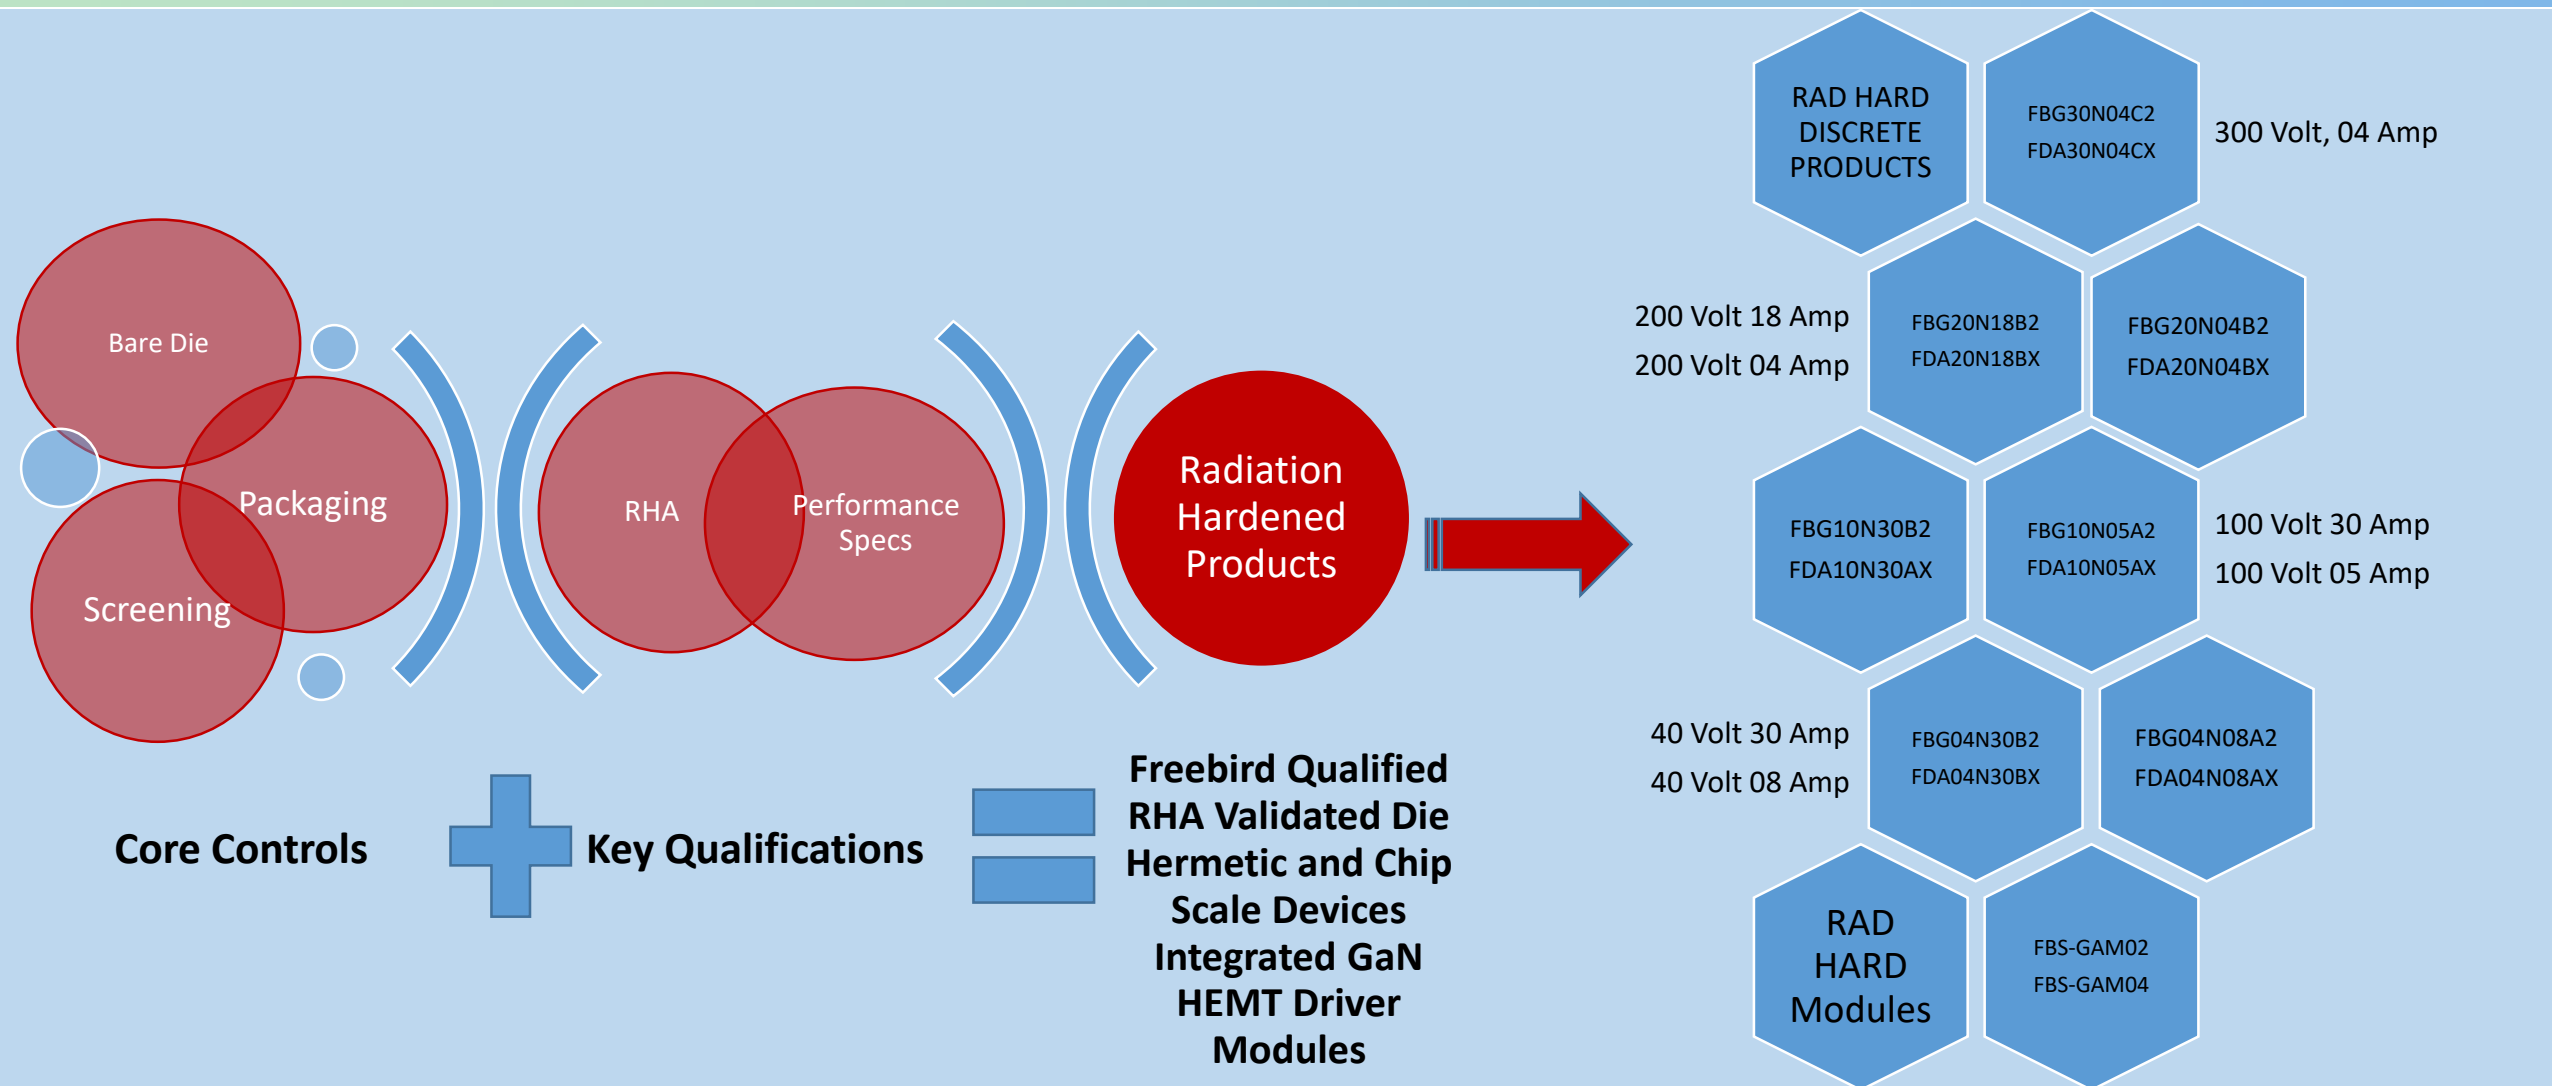 Bare Die
Packaging
Screening
RHA
Performance
Specs
Radiation
Hardened
Products
Core Controls
Key Qualifications
Freebird Qualified
RHA Validated Die
Hermetic and Chip
Scale Devices
Integrated GaN
HEMT Driver
Modules
RAD HARD
DISCRETE
PRODUCTS
FBG30N04C2
FDA30N04CX
300 Volt, 04 Amp
200 Volt 18 Amp
200 Volt 04 Amp
FBG20N18B2
FDA20N18BX
FBG20N04B2
FDA20N04BX
FBG10N30B2
FDA10N30AX
FBG10N05A2
FDA10N05AX
100 Volt 30 Amp
100 Volt 05 Amp
40 Volt 30 Amp
40 Volt 08 Amp
FBG04N30B2
FDA04N30BX
FBG04N08A2
FDA04N08AX
RAD
HARD
Modules
FBS-GAM02
FBS-GAM04